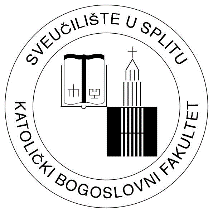 SVEUČILIŠTE U SPLITU
KATOLIČKI BOGOSLOVNI FAKULTET